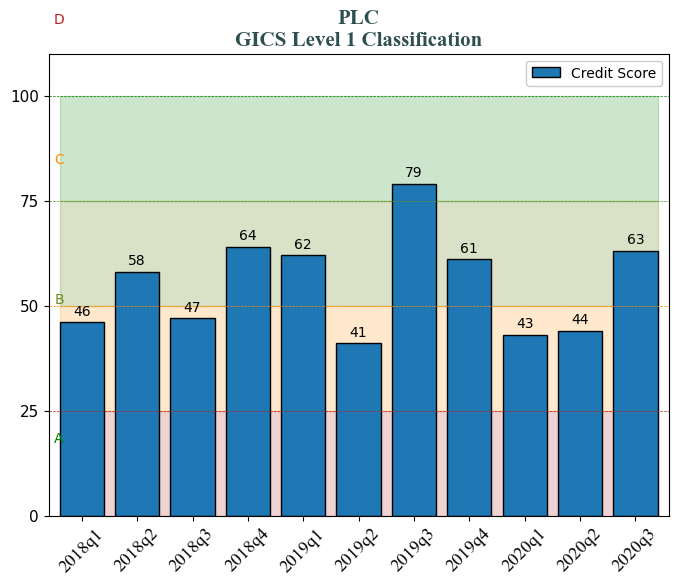 D
PLC
GICS Level 1 Classification
Credit Score
100
C
79
75
64
62
63
61
58
B
50
46
47
41
43
44
25
A
0
2018q1
2018q2
2018q3
2018q4
2019q1
2019q2
2019q3
2019q4
2020q1
2020q2
2020q3